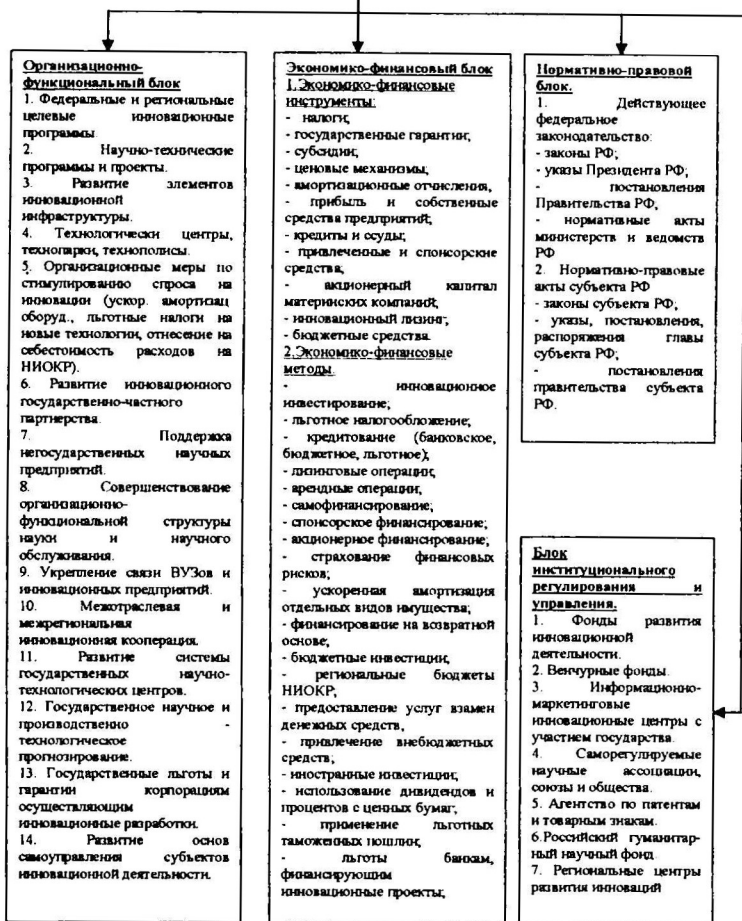 Организационно-
функциональный блок
1. Федеральные и региональные
целевые инновационные
программы.
2. Научно-технические
программы и проекты.
3. Развитие элементов
инновационной
инфраструктуры.
4. Технологически центры,
технопарки, технополисы.
5. Организационные меры по
стимулированию спроса на
инновации (ускор. амортизац
оборуд., льготные налоги на
новые технологии, отнесение на
себестоимость расходов на
НИОКР).
6. Развитие инновационного
государственно-частного
партнерства.
7. Поддержка
негосударственных научных
предприятий.
8. Совершенствование
организационно-
функциональной структуры
науки и научного
обслуживания.
9. Укрепление связи ВУЗов и
инновационных предприятий.
10. Межотраслевая и
межрегиональная
инновационная кооперация.
11. Развитие системы
государственных научно-
технологических центров.
12. Государственное научное и
производственно -
технологическое
прогнозирование.
13. Государственные льготы и
гарантии корпорациям
осуществляющим
инновационные разработки.
14. Развитие основ
самоуправления субъектов
инновационной деятельности.
Экономико-финансовый блок
1.Экономико-финансовые
инструменты:
- налоги;
- государственные гарантии;
- субсидии;
- ценовые механизмы;
- амортизационные отчисления,
- прибыль и собственные
средства предприятий;
- кредиты и ссуды;
- привлеченные и спонсорские
средства;
- акционерный капитал
материнских компаний;
- инновационный лизинг;
- бюджетные средства.
2.Экономико-финансовые
методы.
- инновационное
инвестирование;
- льготное налогообложение;
- кредитование (банковское,
бюджетное, льготное);
- лизинговые операции;
- арендные операции;
- самофинансирование;
- спонсорское финансирование;
- акционерное финансирование;
- страхование финансовых
рисков;
- ускоренная амортизация
отдельных видов имущества;
- финансирование на возвратной
основе;
- бюджетные инвестиции;
- региональные бюджеты
НИОКР;
- предоставление услуг взамен
денежных средств,
- привлечение внебюджетных
средств;
- иностранные инвестиции;
- использование дивидендов и
процентов с ценных бумаг;
- применение льготных
таможенных пошлин;
- льготы банкам,
финансирующим
инновационные проекты;
Нормативно-правовой
блок.
1. Действующее
федеральное
законодательство:
- законы РФ;
- указы Президента РФ;
- постановления
Правительства РФ,
- нормативные акты
министерств и ведомств
РФ
2. Нормативно-правовые
акты субъекта РФ
- законы субъекта РФ;
- указы, постановления,
распоряжения главы
субъекта РФ;
- постановления
правительства субъекта
РФ.
Блок
институционального
регулирования и
управления.
1. Фонды развития
инновационной
деятельности.
2. Венчурные фонды.
3. Информационно-
маркетинговые
инновационные центры с
участием государства.
4. Саморегулируемые
научные ассоциации,
союзы и общества.
5. Агентство по патентам
и товарным знакам.
6.Российский гуманитар-
ный научный фонд
7. Региональные центры
развития инноваций